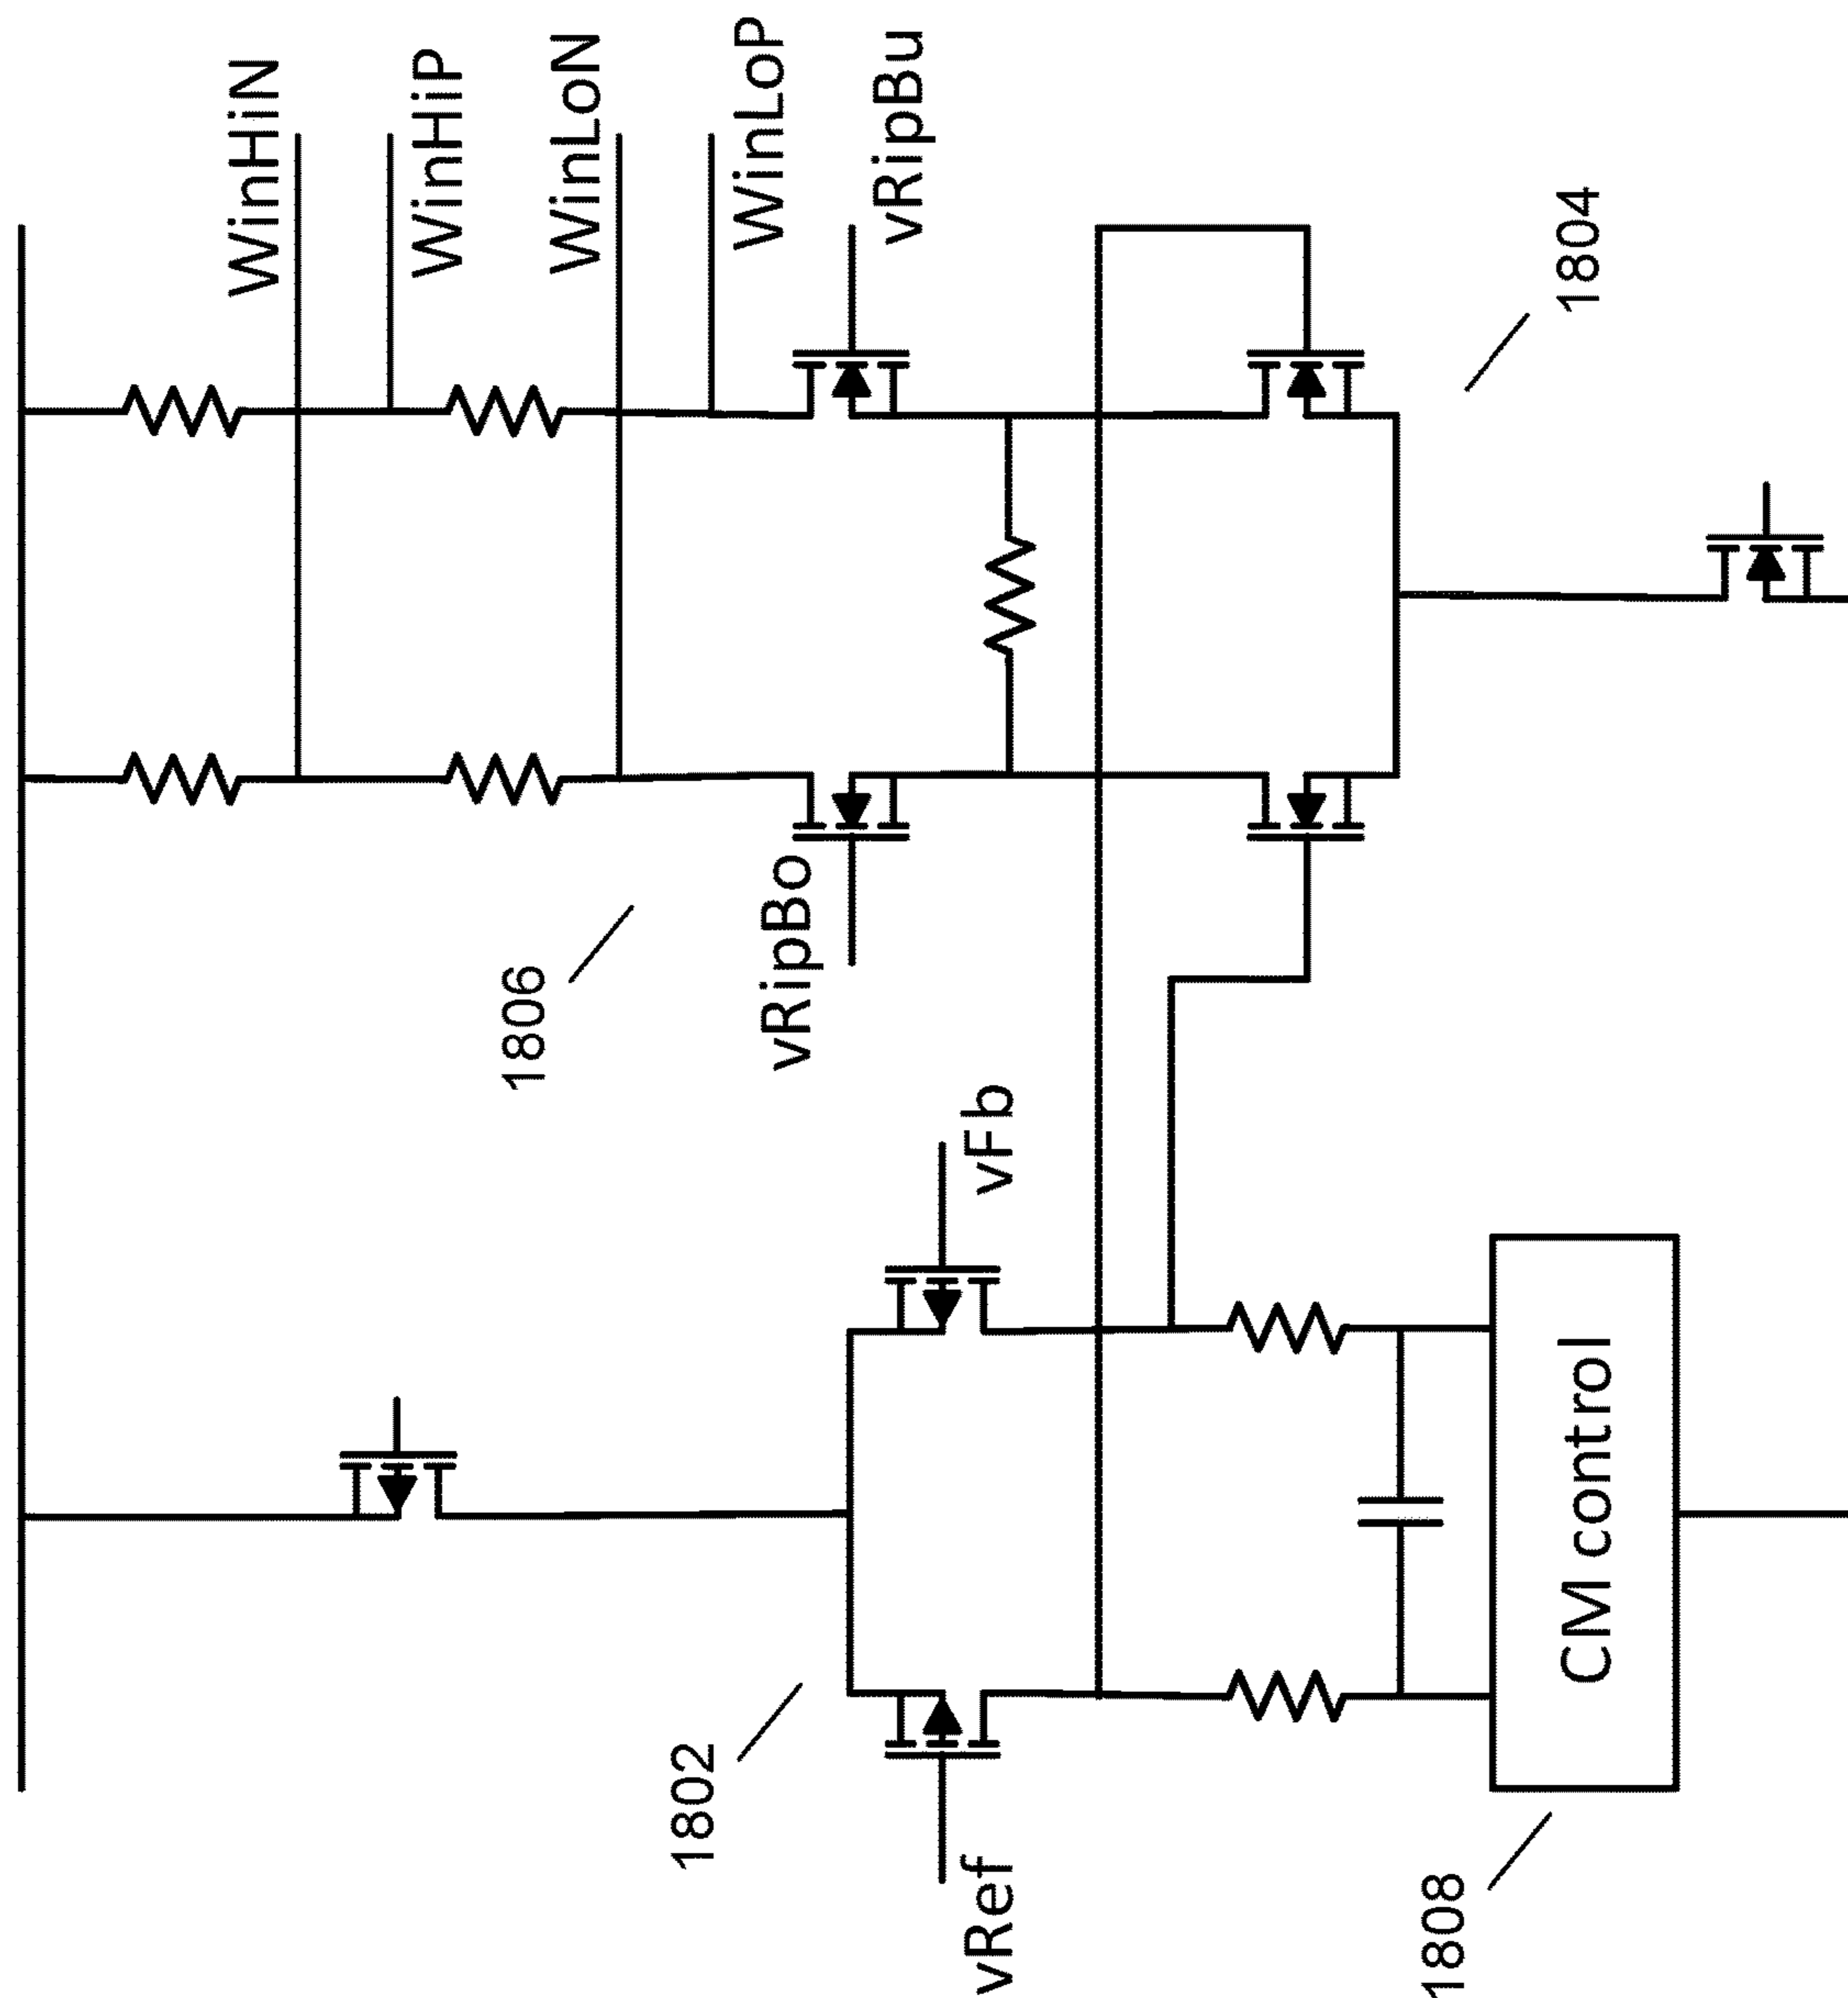 WinHiN
WinHiP
WinLoN
WinLoP
vRipBu
1804
1806
vRipBo
vFb
1802
vRef
CM control
1808